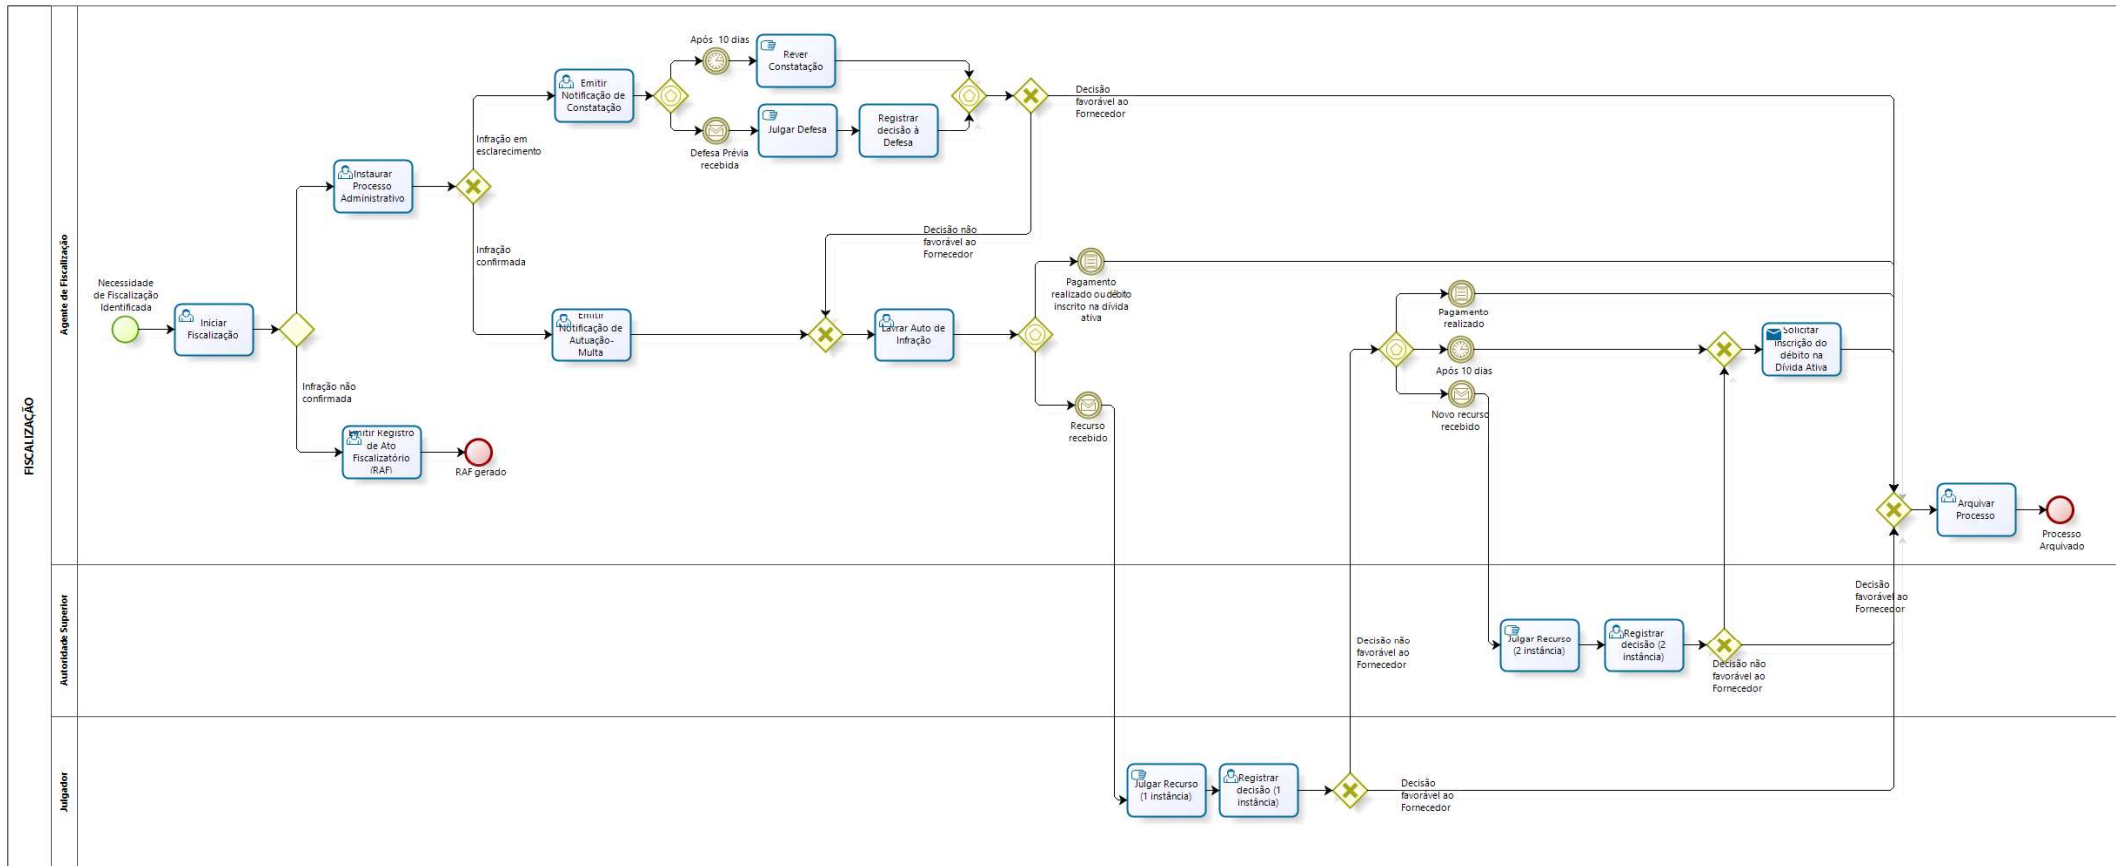 FISCALIZAÇÃO
Agente de Fiscalização
Necessidade
de Fiscalização
Identificada
Iniciar
Fiscalização
Instaurar
Processo
Administrativo
Infração não
confirmada
Emitir Registro
de Ato
Fiscalizatório
(RAF)
RAF gerado
Infração em
esclarecimento
Infração
confirmada
Emitir
Notificação de
Constatação
Após 10 dias
Rever
Constatação
Defesa Prévia
recebida
Julgar Defesa
Registrar
decisão à
Defesa
Decisão
favorável ao
Fornecedor
Decisão não
favorável ao
Fornecedor
Emitir
Notificação de
Autuação-
Multa
Lavrar Auto de
Infração
Pagamento
realizado ou débito
inscrito na dívida
ativa
Recurso
recebido
Pagamento
realizado
Após 10 dias
Novo recurso
recebido
Solicitar
inscrição do
débito na
Dívida Ativa
Arquivar
Processo
Processo
Arquivado
Autoridade Superior
Decisão não
favorável ao
Fornecedor
Julgar Recurso
(2 instância)
Registrar
decisão (2
instância)
Decisão não
favorável ao
Fornecedor
Decisão
favorável ao
Fornecedor
Julgador
Julgar Recurso
(1 instância)
Registrar
decisão (1
instância)
Decisão
favorável ao
Fornecedor